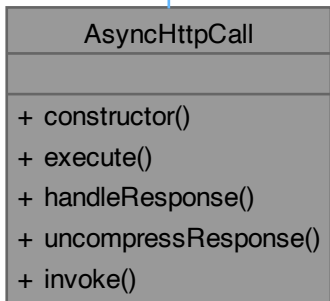 AsyncHttpCall
+ constructor()
+ execute()
+ handleResponse()
+ uncompressResponse()
+ invoke()